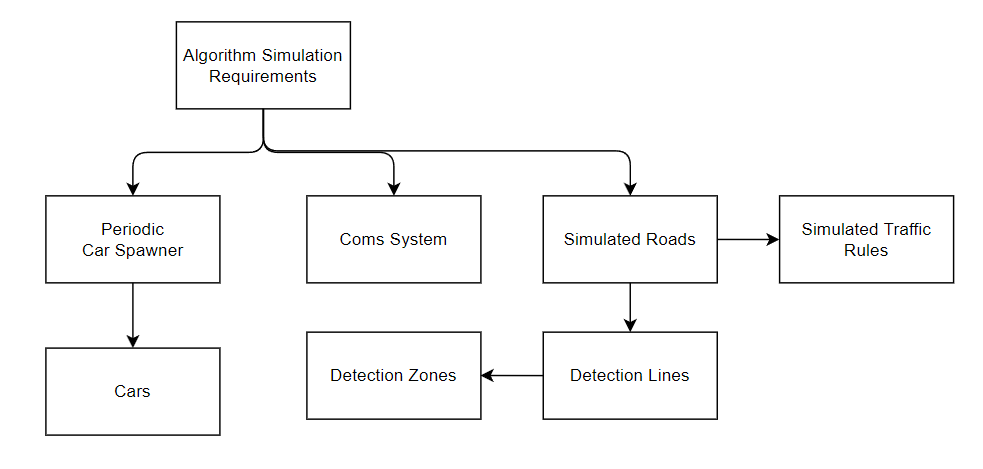 Algorithm Simulation
Requirements
Periodic
Car Spawner
Coms System
Simulated Roads
Simulated Traffic
Rules
Cars
Detection Zones
Detection Lines